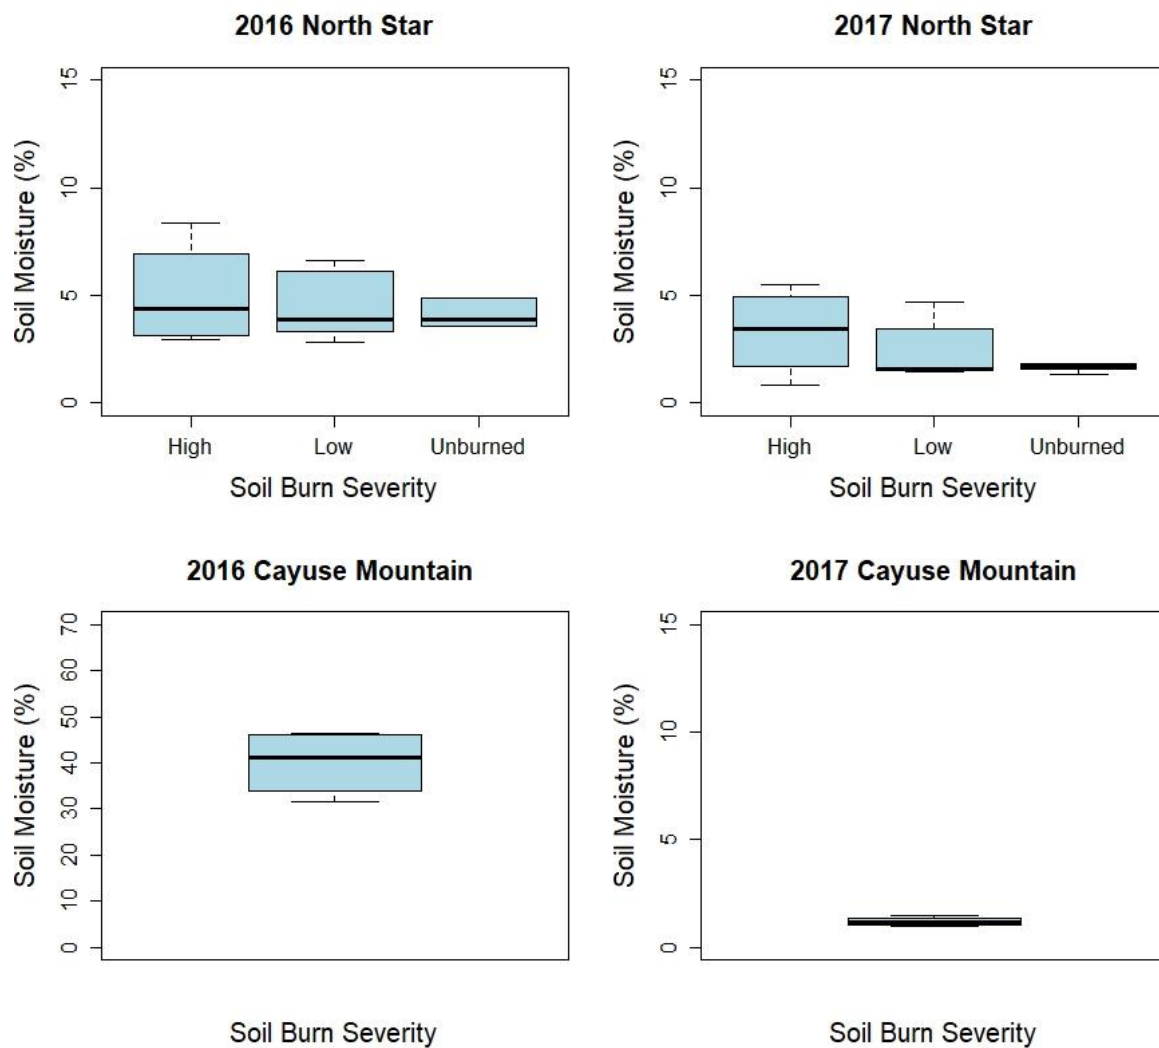 2016 North Star
Soil Moisture (%)
15
10
5
0
High Low Unburned
Soil Burn Severity
2017 North Star
Soil Moisture (%)
15
10
5
0
High Low Unburned
Soil Burn Severity
2016 Cayuse Mountain
Soil Moisture (%)
70
60
50
40
30
20
10
0
Soil Burn Severity
2017 Cayuse Mountain
Soil Moisture (%)
15
10
5
0
Soil Burn Severity